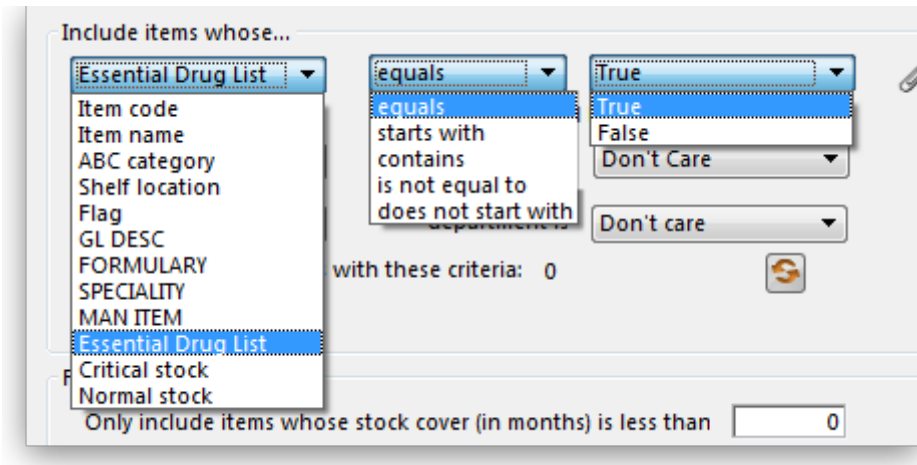 Include items whose...
Essential Drug List equals True
Item code
Item name
ABC category
Shelf location
Flag
GL DESC
FORMULARY
SPECIALITY
MAN ITEM
Essential Drug List
Critical stock
Normal stock
equals
starts with
contains
is not equal to
does not start with
True
False
Don't Care
department is Don't care
with these criteria: 0
Only include items whose stock cover (in months) is less than 0